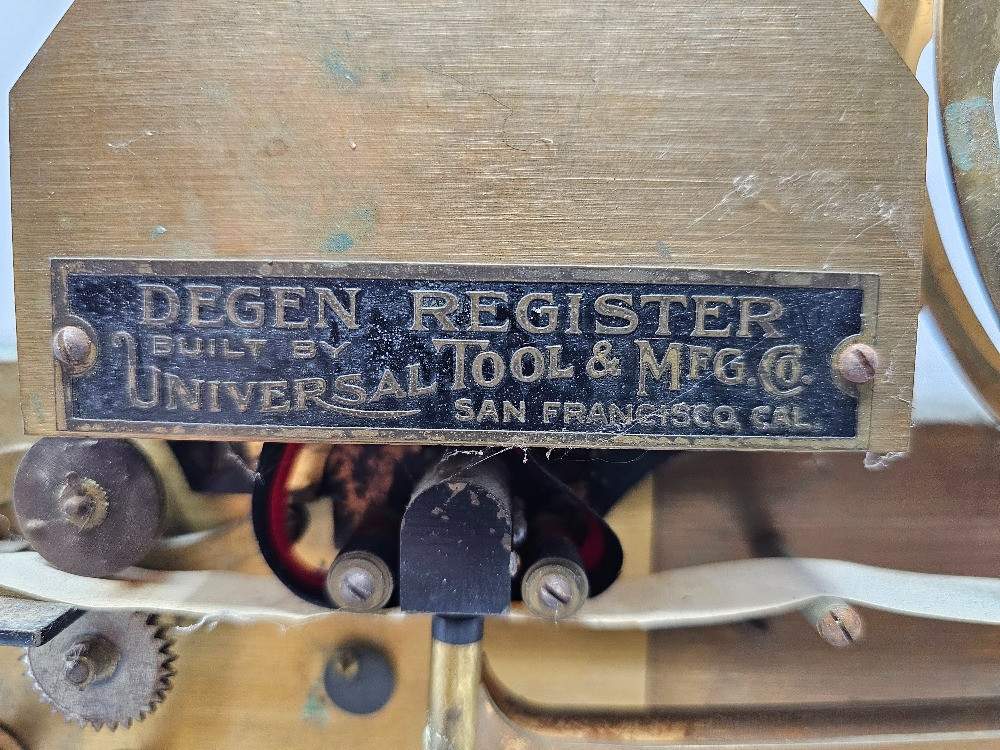 DEGEN REGISTER
BUILT BY
UNIVERSAL TOOL & MFG. CO.
SAN FRANCISCO, CAL.